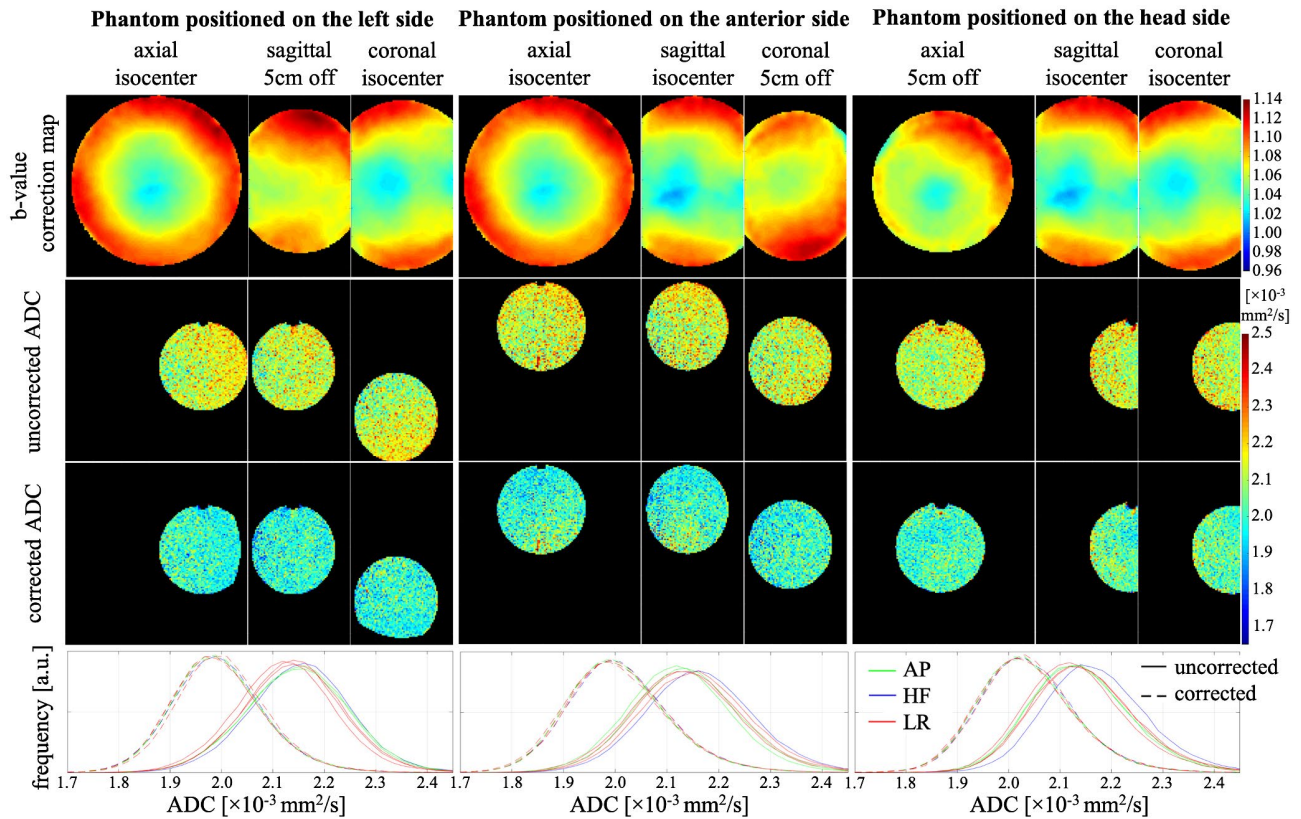 Phantom positioned on the left side
Phantom positioned on the anterior side
Phantom positioned on the head side
axial isocenter
sagittal 5cm off
coronal isocenter
axial isocenter
sagittal isocenter
coronal 5cm off
axial 5cm off
sagittal isocenter
coronal isocenter
b-value
correction map
1.14
1.12
1.10
1.08
1.06
1.04
1.02
1.00
0.98
0.96
uncorrected ADC
[×10⁻³
mm²/s]
2.5
2.4
2.3
2.2
2.1
2.0
1.9
1.8
1.7
corrected ADC
frequency [a.u.]
AP
HF
LR
uncorrected
corrected
1.7 1.8 1.9 2.0 2.1 2.2 2.3 2.4
1.7 1.8 1.9 2.0 2.1 2.2 2.3 2.4
1.7 1.8 1.9 2.0 2.1 2.2 2.3 2.4
ADC [×10⁻³ mm²/s]
ADC [×10⁻³ mm²/s]
ADC [×10⁻³ mm²/s]